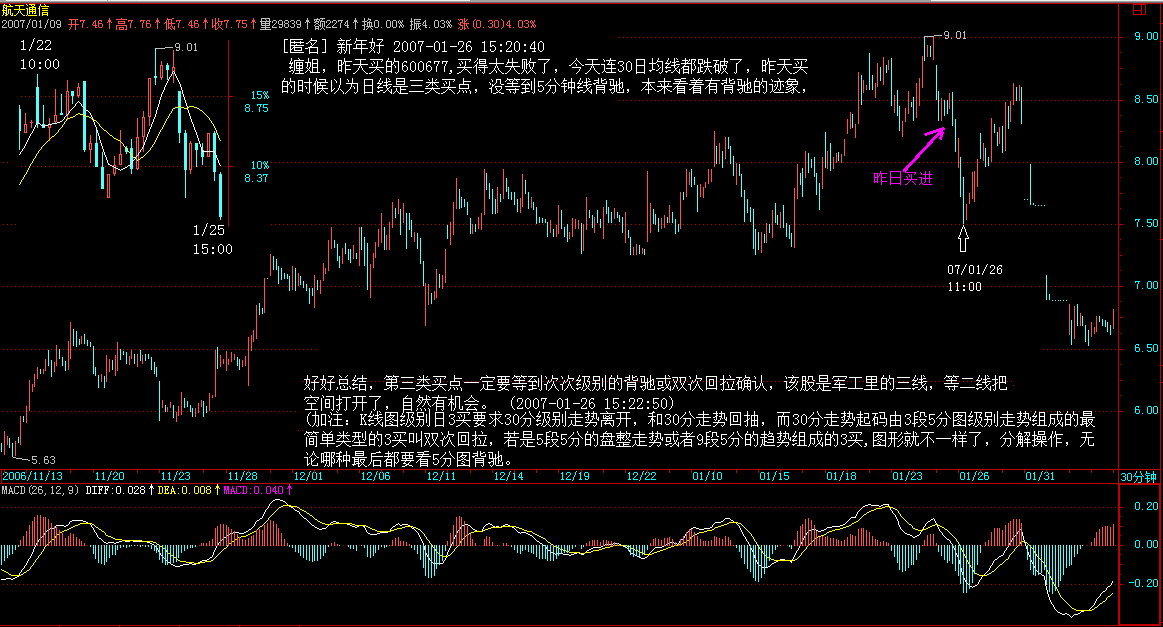 航天通信
2007/01/09 开7.46↑高7.76↑低7.46↑收7.75↑量29839↑额2274↑换0.00% 振4.03% 涨(0.30)4.03%
1/22
10:00
9.01
15%
8.75
10%
8.37
1/25
15:00
[匿名] 新年好 2007-01-26 15:20:40
缠姐，昨天买的600677,买得太失败了，今天连30日均线都跌破了，昨天买
的时候以为日线是三类买点，没等到5分钟线背驰，本来看着有背驰的迹象，
9.01
昨日买进
07/01/26
11:00
9.00
8.50
8.00
7.50
7.00
6.50
6.00
好好总结，第三类买点一定要等到次次级别的背驰或双次回拉确认，该股是军工里的三线，等二线把
空间打开了，自然有机会。 (2007-01-26 15:22:50)
(加注：K线图级别日3买要求30分级别走势离开，和30分走势回抽，而30分走势起码由3段5分图级别走势组成的最
简单类型的3买叫双次回拉，若是5段5分的盘整走势或者9段5分的趋势组成的3买,图形就不一样了，分解操作，无
论哪种最后都要看5分图背驰。
5.63
2006/11/13 11/20 11/23 11/28 12/01 12/06 12/11 12/14 12/19 12/22 01/10 01/15 01/18 01/23 01/26 01/31 30分钟
MACD(26,12,9) DIFF:0.028↑DEA:0.008↑MACD:0.040↑
0.20
0.00
-0.20